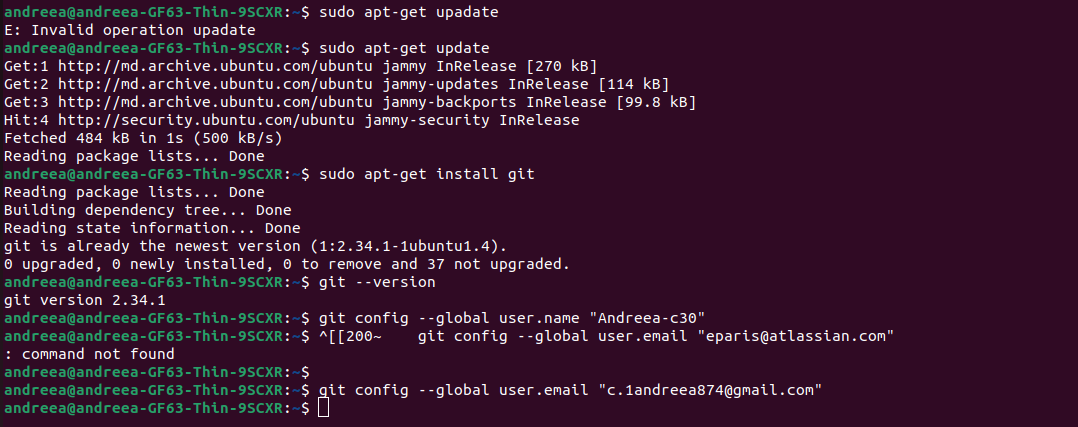 andreea@andreea-GF63-Thin-9SCXR:~$ sudo apt-get upadate
E: Invalid operation upadate
andreea@andreea-GF63-Thin-9SCXR:~$ sudo apt-get update
Get:1 http://md.archive.ubuntu.com/ubuntu jammy InRelease [270 kB]
Get:2 http://md.archive.ubuntu.com/ubuntu jammy-updates InRelease [114 kB]
Get:3 http://md.archive.ubuntu.com/ubuntu jammy-backports InRelease [99.8 kB]
Hit:4 http://security.ubuntu.com/ubuntu jammy-security InRelease
Fetched 484 kB in 1s (500 kB/s)
Reading package lists... Done
andreea@andreea-GF63-Thin-9SCXR:~$ sudo apt-get install git
Reading package lists... Done
Building dependency tree... Done
Reading state information... Done
git is already the newest version (1:2.34.1-1ubuntu1.4).
0 upgraded, 0 newly installed, 0 to remove and 37 not upgraded.
andreea@andreea-GF63-Thin-9SCXR:~$ git --version
git version 2.34.1
andreea@andreea-GF63-Thin-9SCXR:~$ git config --global user.name "Andreea-c30"
andreea@andreea-GF63-Thin-9SCXR:~$ ^[[200~    git config --global user.email "eparis@atlassian.com"
: command not found
andreea@andreea-GF63-Thin-9SCXR:~$
andreea@andreea-GF63-Thin-9SCXR:~$ git config --global user.email "c.1andreea874@gmail.com"
andreea@andreea-GF63-Thin-9SCXR:~$